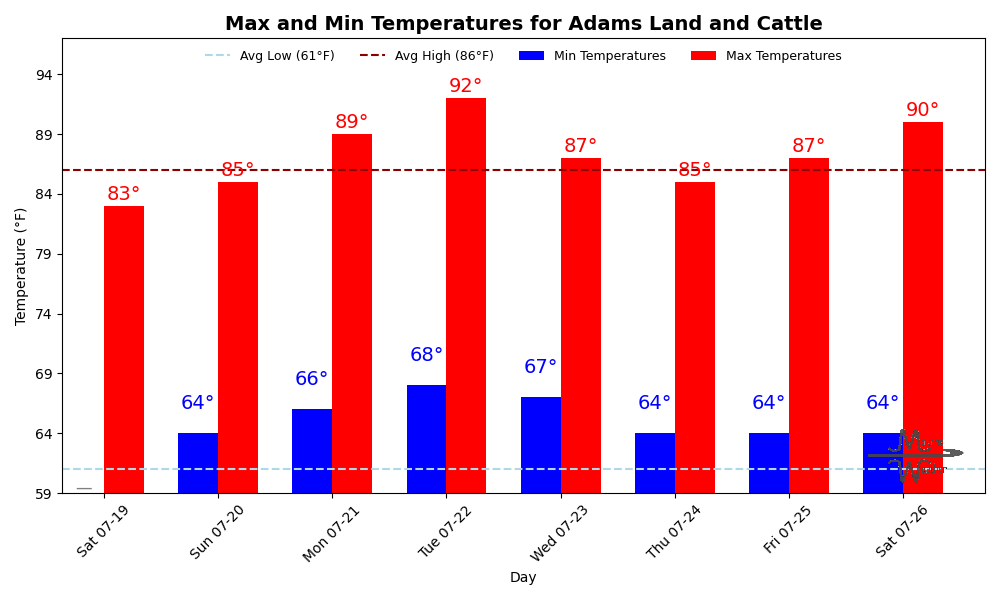 Max and Min Temperatures for Adams Land and Cattle
Avg Low (61°F) Avg High (86°F) Min Temperatures Max Temperatures
Temperature (°F)
94
89
84
79
74
69
64
59
83°
85°
89°
92°
87°
85°
87°
90°
64°
66°
68°
67°
64°
64°
64°
—
Sat 07-19
Sun 07-20
Mon 07-21
Tue 07-22
Wed 07-23
Thu 07-24
Fri 07-25
Sat 07-26
Day